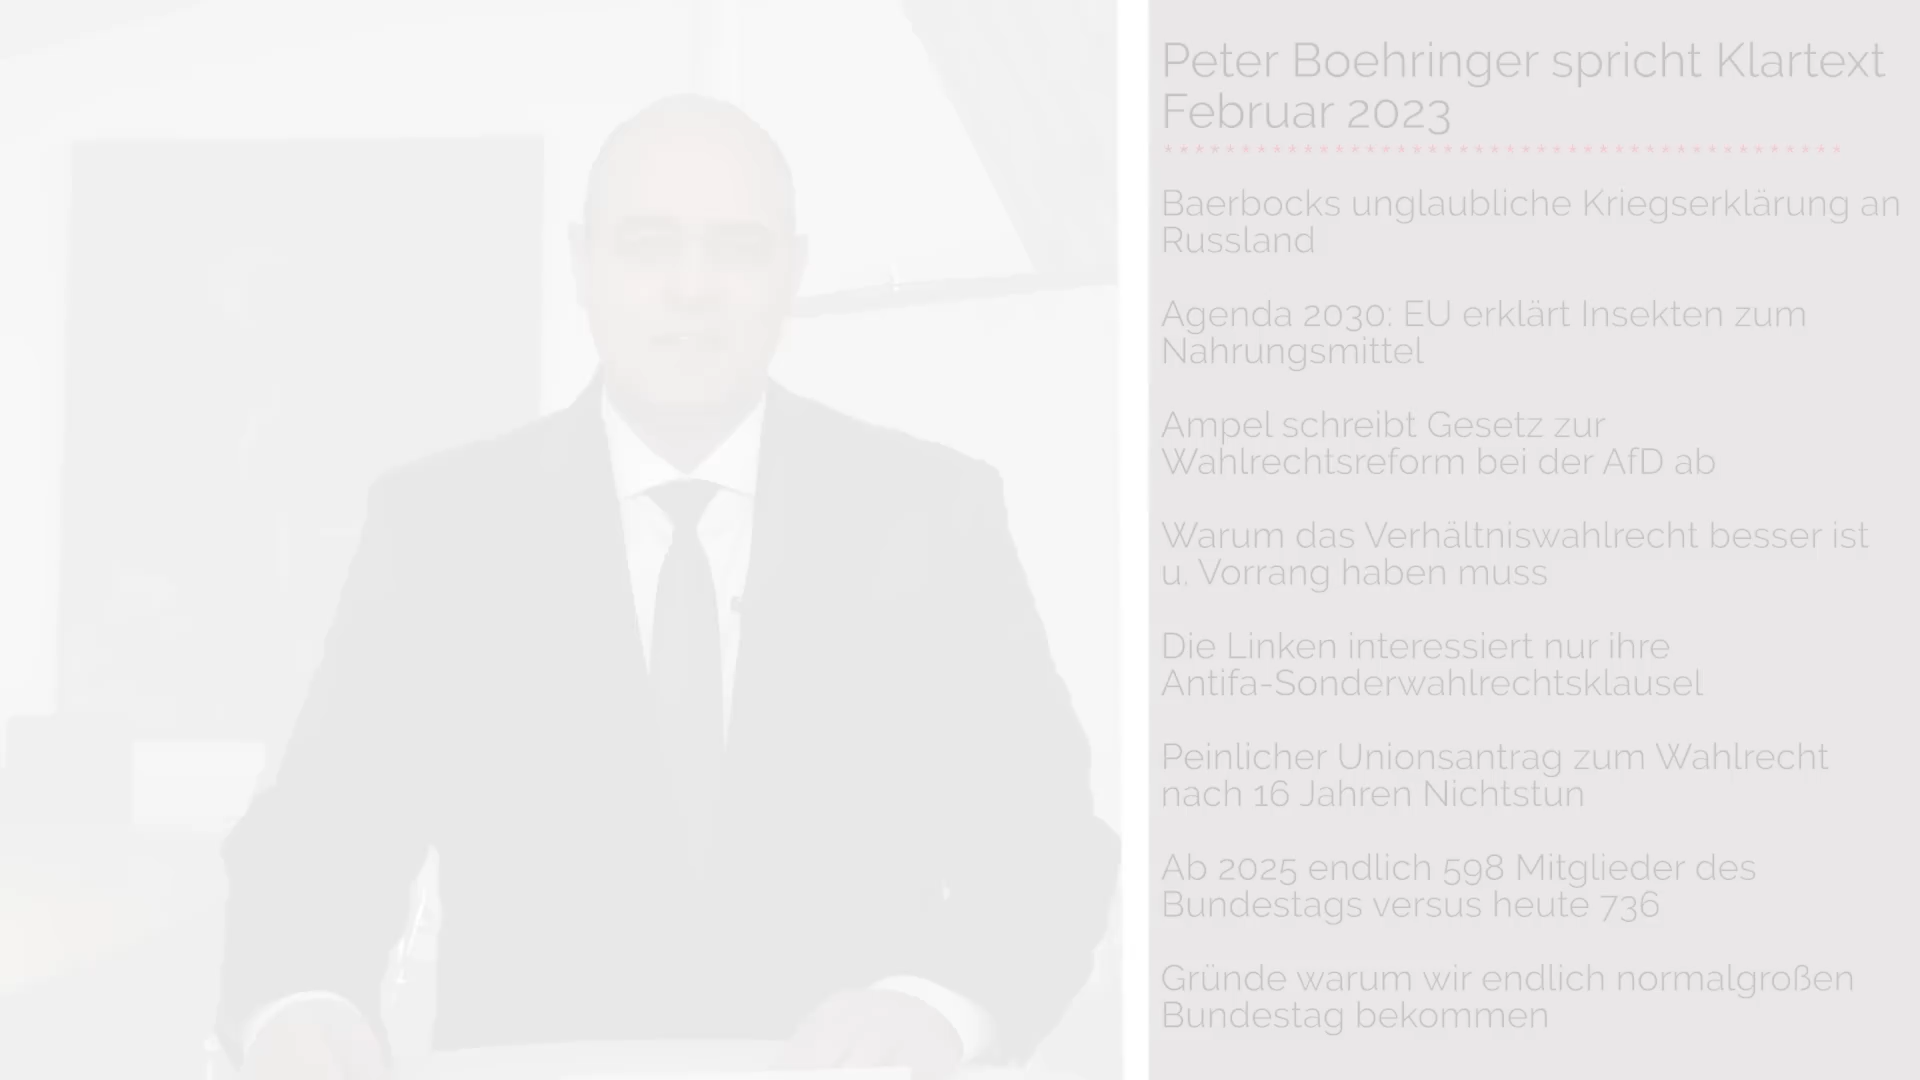 Peter Boehringer spricht Klartext
Februar 2023
********************************************
Baerbocks unglaubliche Kriegserklärung an
Russland
Agenda 2030: EU erklärt Insekten zum
Nahrungsmittel
Ampel schreibt Gesetz zur
Wahlrechtsreform bei der AfD ab
Warum das Verhältniswahlrecht besser ist
u. Vorrang haben muss
Die Linken interessiert nur ihre
Antifa-Sonderwahlrechtsklausel
Peinlicher Unionsantrag zum Wahlrecht
nach 16 Jahren Nichtstun
Ab 2025 endlich 598 Mitglieder des
Bundestags versus heute 736
Gründe warum wir endlich normalgroßen
Bundestag bekommen